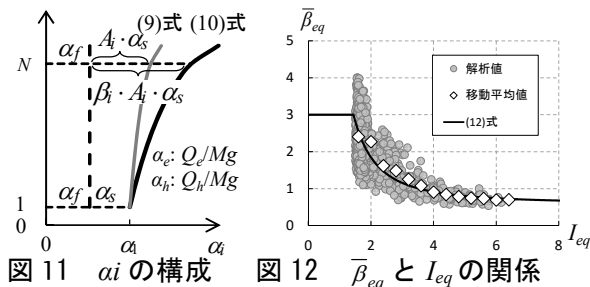 (9)式 (10)式
A_i·α_s
N
α_f
β_i·A_i·α_s
α_e: Q_e/Mg
α_h: Q_h/Mg
1
α_f α_s
0
0 α_1 α_i
図 11 αi の構成
β̅_eq
5
4
3
2
1
0
0 2 4 6 8
I_eq
解析値
移動平均値
(12)式
図 12 β̅_eq と I_eq の関係